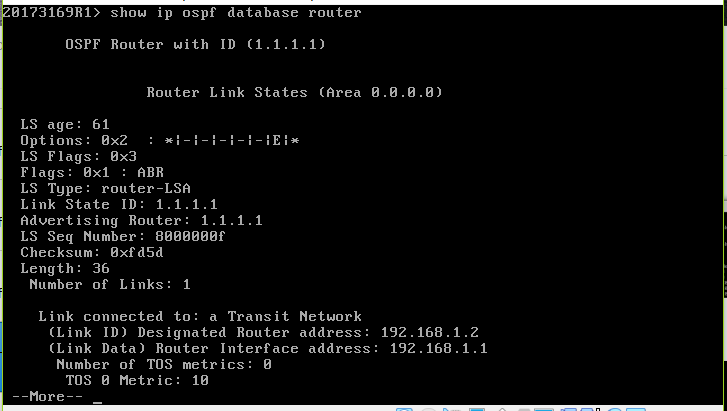 20173169R1> show ip ospf database router
OSPF Router with ID (1.1.1.1)
Router Link States (Area 0.0.0.0)
LS age: 61
Options: 0x2  : *|-|-|-|-|-|E|*
LS Flags: 0x3
Flags: 0x1 : ABR
LS Type: router-LSA
Link State ID: 1.1.1.1
Advertising Router: 1.1.1.1
LS Seq Number: 8000000f
Checksum: 0xfd5d
Length: 36
Number of Links: 1
Link connected to: a Transit Network
(Link ID) Designated Router address: 192.168.1.2
(Link Data) Router Interface address: 192.168.1.1
Number of TOS metrics: 0
TOS 0 Metric: 10
--More-- _